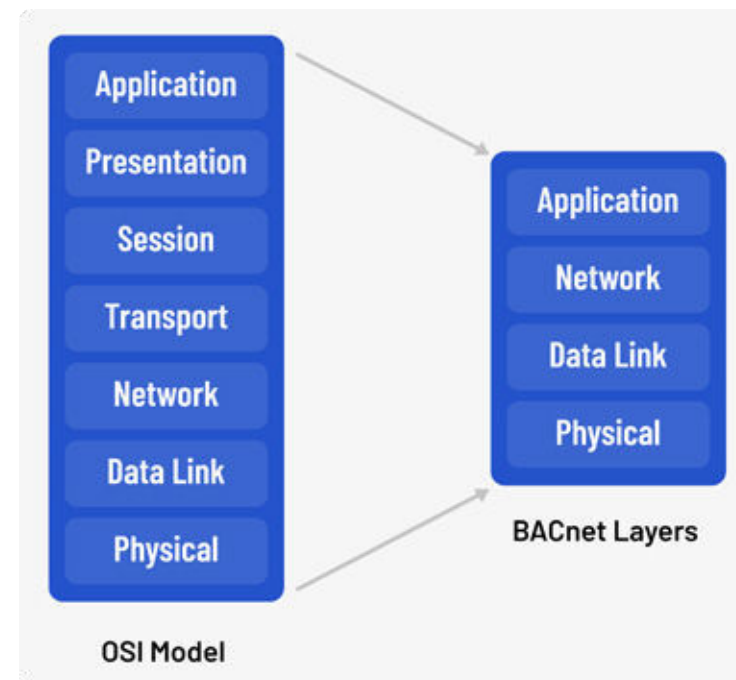 Application
Presentation
Session
Transport
Network
Data Link
Physical
OSI Model
Application
Network
Data Link
Physical
BACnet Layers